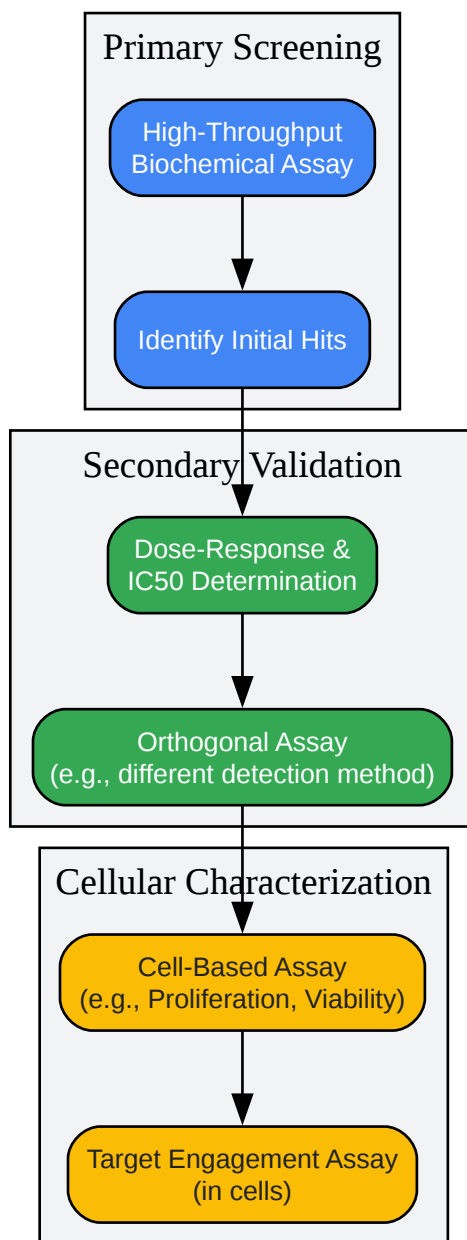 Primary Screening
High-Throughput
Biochemical Assay
Identify Initial Hits
Secondary Validation
Dose-Response &
IC50 Determination
Orthogonal Assay
(e.g., different detection method)
Cellular Characterization
Cell-Based Assay
(e.g., Proliferation, Viability)
Target Engagement Assay
(in cells)